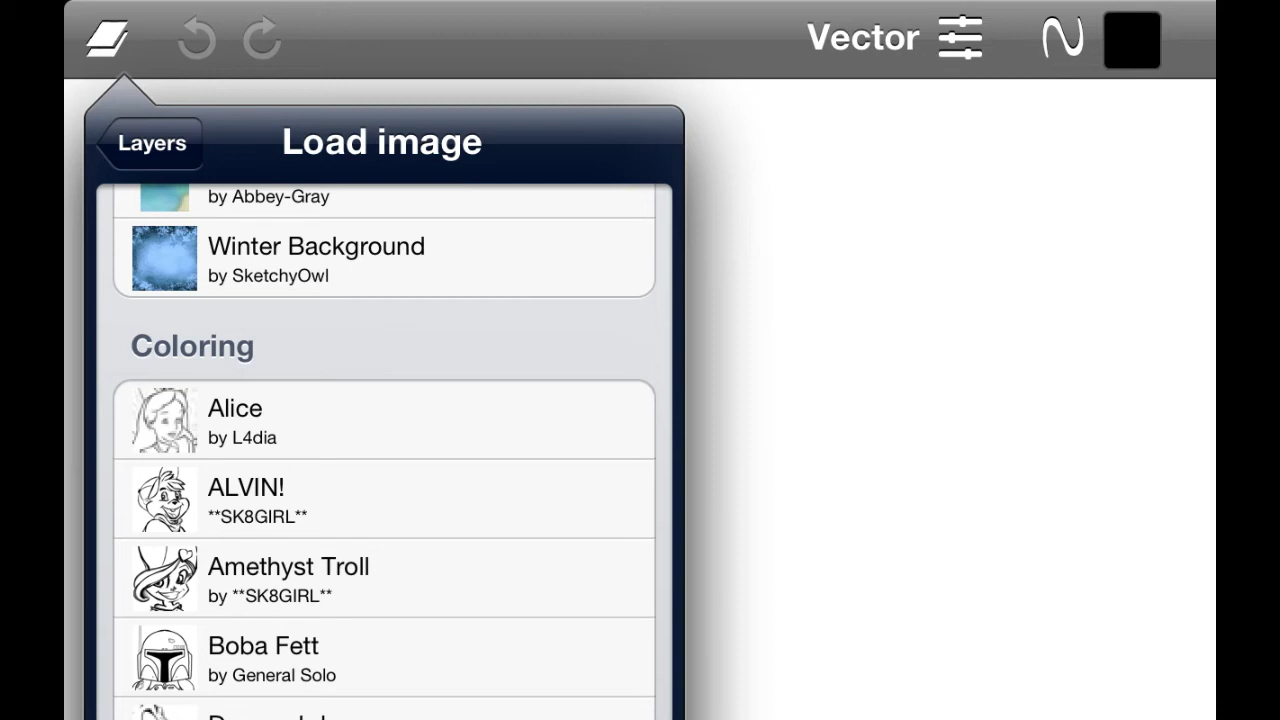 Vector
Layers
Load image
by Abbey-Gray
Winter Background
by SketchyOwl
Coloring
Alice
by L4dia
ALVIN!
**SK8GIRL**
Amethyst Troll
by **SK8GIRL**
Boba Fett
by General Solo